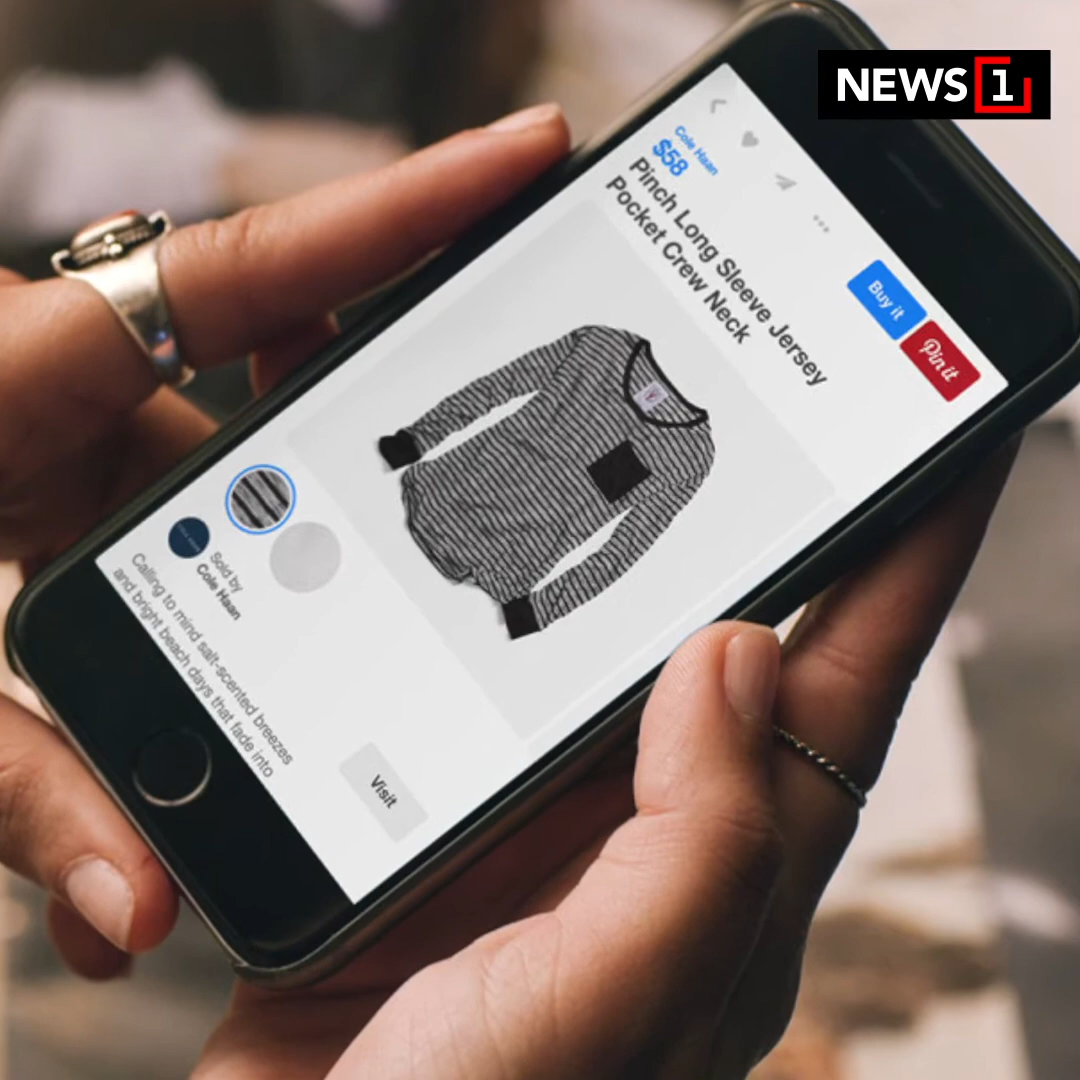 NEWS 1
Cole Haan
$58
Pinch Long Sleeve Jersey
Pocket Crew Neck
Buy it
Pin it
Sold by
Cole Haan
Calling to mind salt-scented breezes
and bright beach days that fade into
Visit